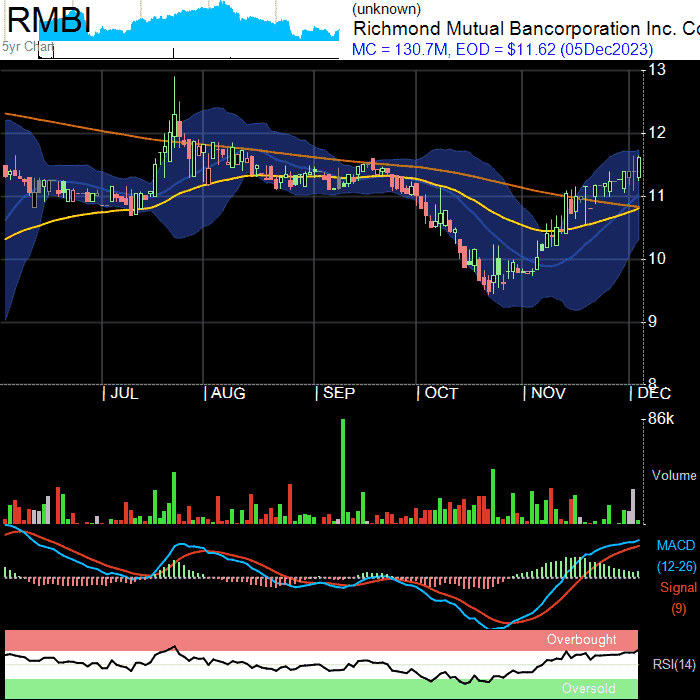 RMBI
(unknown)
Richmond Mutual Bancorporation Inc. Co
5yr Chart
MC = 130.7M, EOD = $11.62 (05Dec2023)
13
12
11
10
9
8
JUL AUG SEP OCT NOV DEC
86k
Volume
MACD
(12-26)
Signal
(9)
Overbought
RSI(14)
Oversold